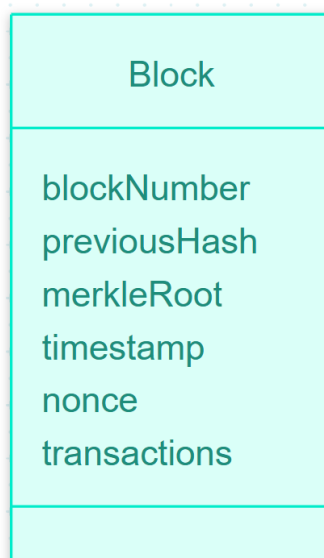 Block
blockNumber
previousHash
merkleRoot
timestamp
nonce
transactions